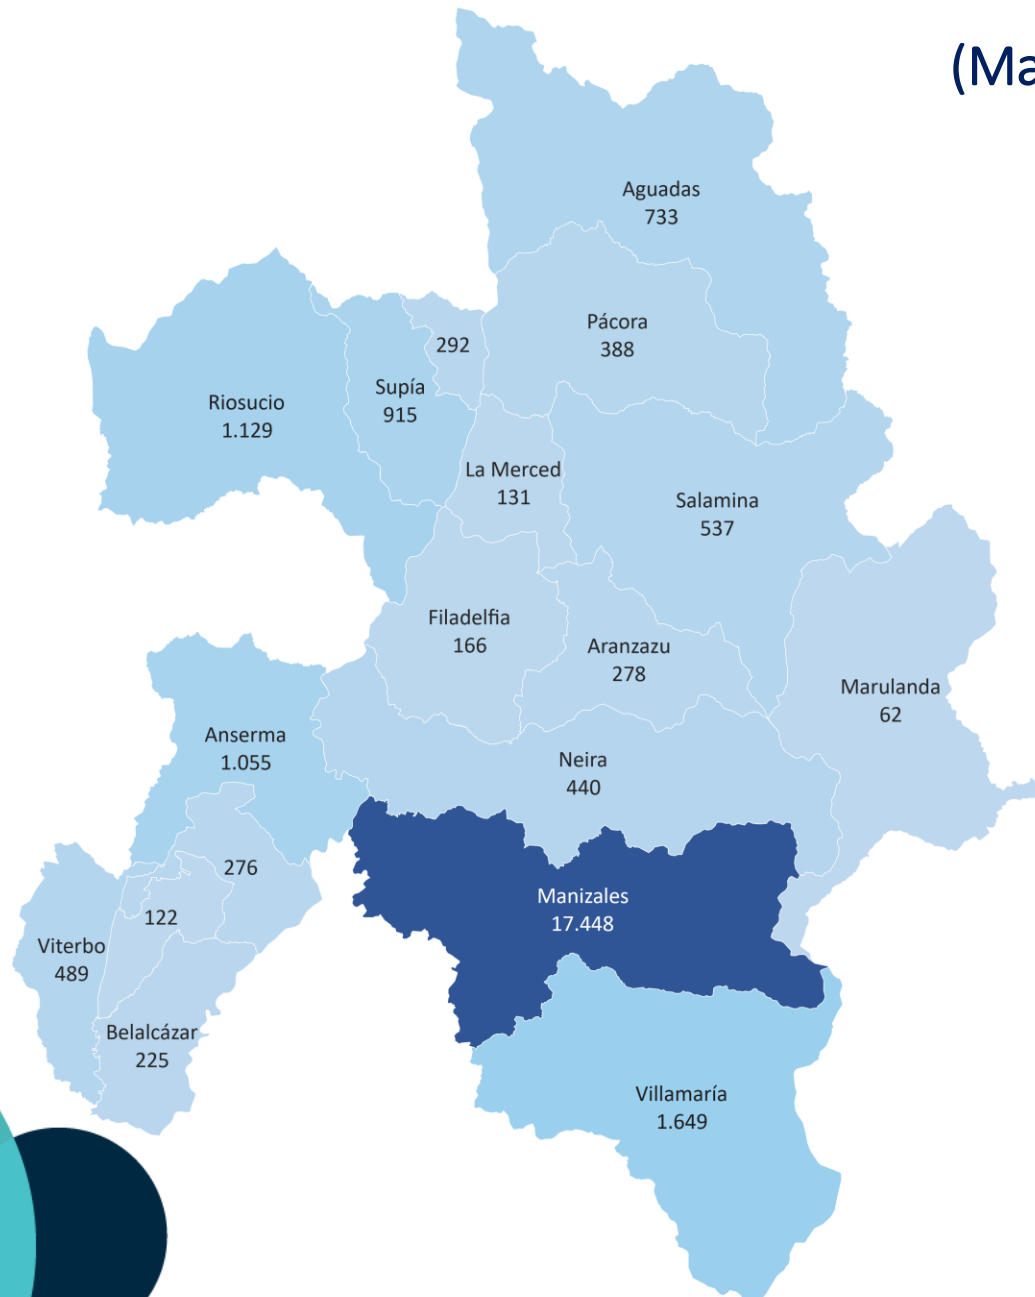 (Ma
Aguadas
733
Pácora
388
292
Supía
915
Riosucio
1.129
La Merced
131
Salamina
537
Filadelfia
166
Aranzazu
278
Marulanda
62
Anserma
1.055
Neira
440
276
Manizales
17.448
122
Viterbo
489
Belalcázar
225
Villamaría
1.649